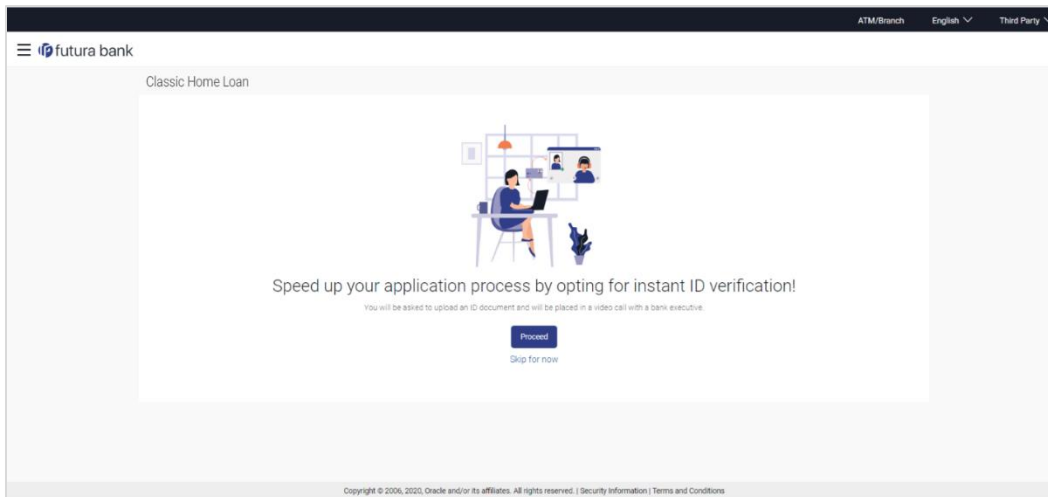 ATM/Branch English Third Party
futura bank
Classic Home Loan
Speed up your application process by opting for instant ID verification!
You will be asked to upload an ID document and will be placed in a video call with a bank executive.
Proceed
Skip for now
Copyright © 2006, 2020, Oracle and/or its affiliates. All rights reserved. | Security Information | Terms and Conditions